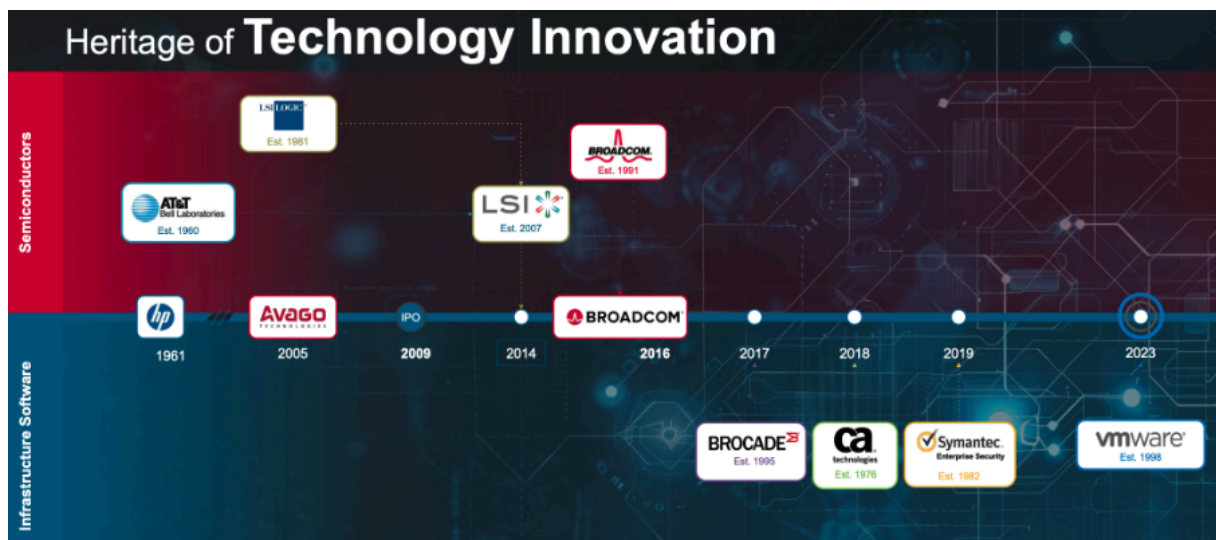 Heritage of Technology Innovation
Semiconductors
LSI LOGIC
Est. 1981
BROADCOM.
Est. 1991
AT&T
Bell Laboratories
Est. 1960
LSI
Est. 2007
hp
AVAGO
TECHNOLOGIES
IPO
BROADCOM
1961
2005
2009
2014
2016
2017
2018
2019
2023
Infrastructure Software
BROCADE
Est. 1995
ca
technologies
Est. 1976
Symantec.
Enterprise Security
Est. 1982
vmware
Est. 1998